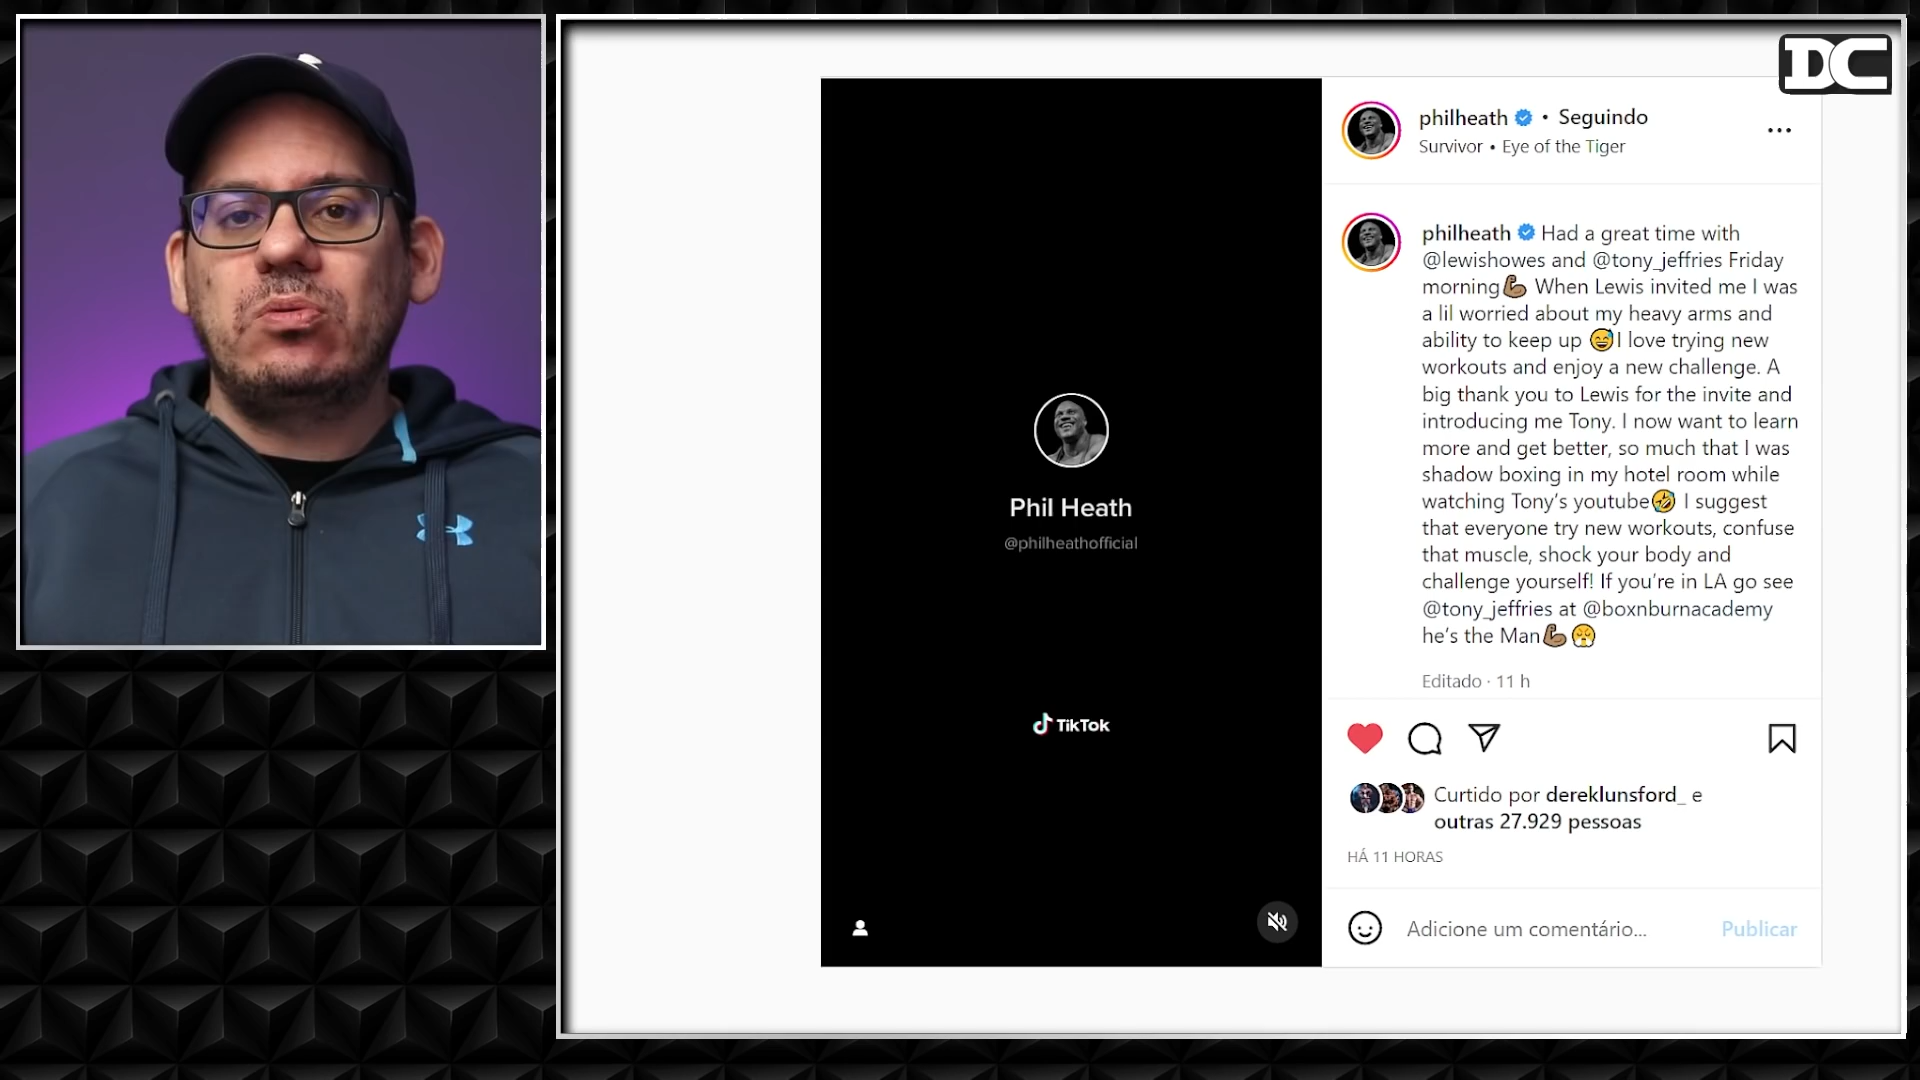 DC
philheath • Seguindo
Survivor • Eye of the Tiger
philheath Had a great time with
@lewishowes and @tony_jeffries Friday
morning💪🏾 When Lewis invited me I was
a lil worried about my heavy arms and
ability to keep up 😅I love trying new
workouts and enjoy a new challenge. A
big thank you to Lewis for the invite and
introducing me Tony. I now want to learn
more and get better, so much that I was
shadow boxing in my hotel room while
watching Tony’s youtube🤣 I suggest
that everyone try new workouts, confuse
that muscle, shock your body and
challenge yourself! If you’re in LA go see
@tony_jeffries at @boxnburnacademy
he’s the Man💪🏾😤
Editado · 11 h
Curtido por dereklunsford_ e
outras 27.929 pessoas
HÁ 11 HORAS
Adicione um comentário... Publicar
Phil Heath
@philheathofficial
TikTok